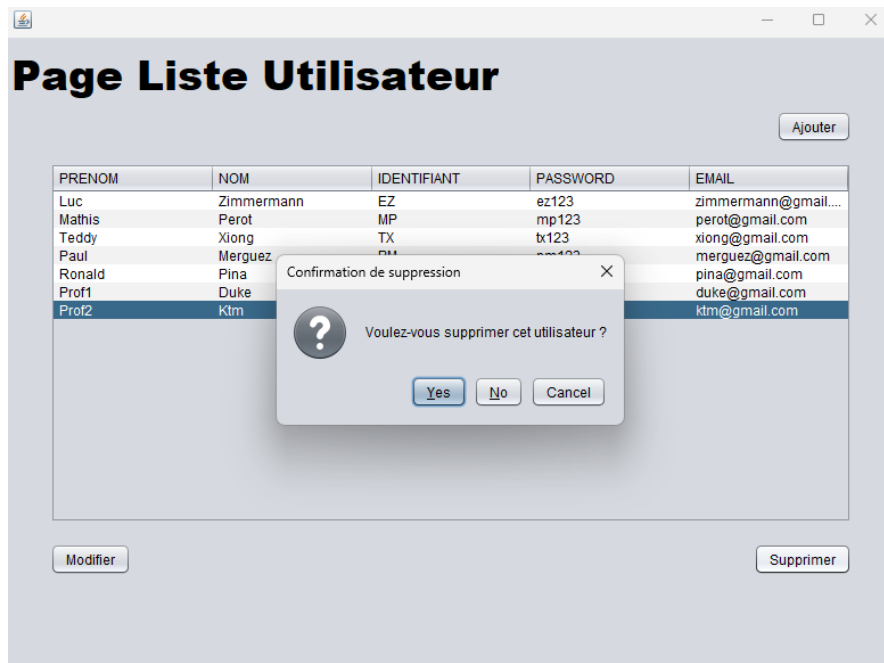 Page Liste Utilisateur
Ajouter
PRENOM NOM IDENTIFIANT PASSWORD EMAIL
Luc Zimmermann EZ ez123 zimmermann@gmail....
Mathis Perot MP mp123 perot@gmail.com
Teddy Xiong TX tx123 xiong@gmail.com
Paul Merguez merguez@gmail.com
Ronald Pina pina@gmail.com
Prof1 Duke duke@gmail.com
Prof2 Ktm ktm@gmail.com
Confirmation de suppression
Voulez-vous supprimer cet utilisateur ?
Yes No Cancel
Modifier Supprimer